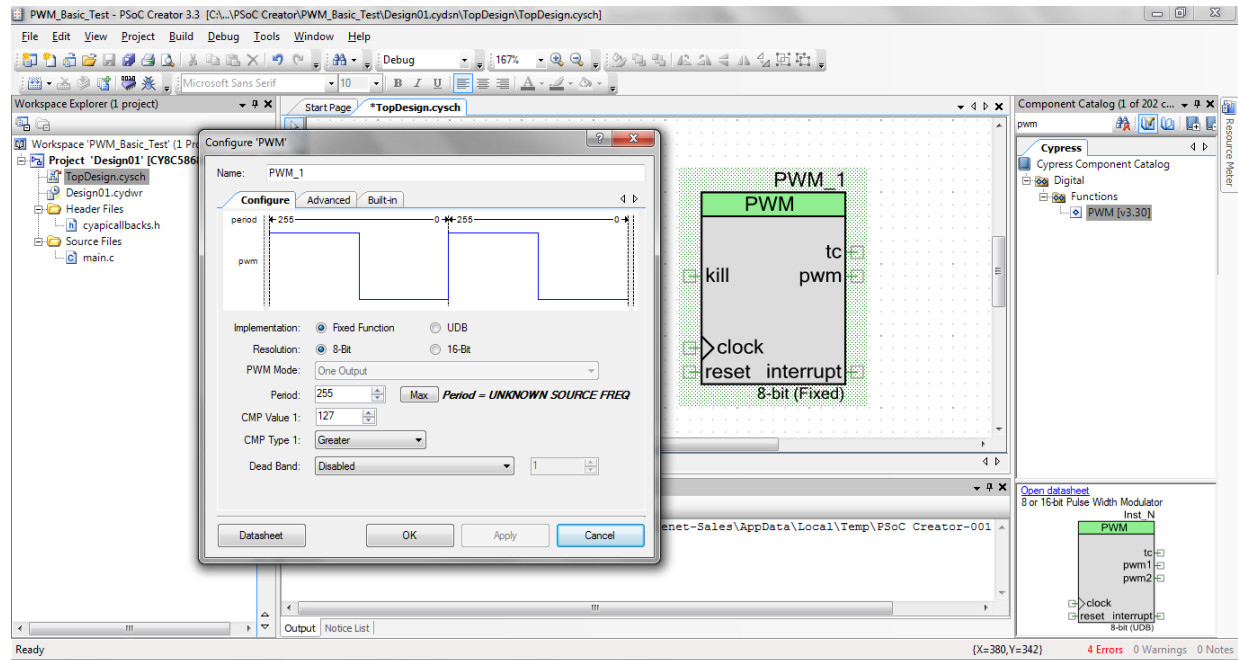 PWM_Basic_Test - PSoC Creator 3.3 [C:\...\PSoC Creator\PWM_Basic_Test\Design01.cydsn\TopDesign\TopDesign.cysch]
File Edit View Project Build Debug Tools Window Help
Debug 167%
Microsoft Sans Serif 10 B I U A
Workspace Explorer (1 project)
Workspace 'PWM_Basic_Test' (1 Pr
Project 'Design01' [CY8C586
TopDesign.cysch
Design01.cydwr
Header Files
cyapicallbacks.h
Source Files
main.c
Start Page *TopDesign.cysch
Configure 'PWM'
Name: PWM_1
Configure Advanced Built-in
period 255 0 255 0
pwm
Implementation: Fixed Function UDB
Resolution: 8-Bit 16-Bit
PWM Mode: One Output
Period: 255 Max Period = UNKNOWN SOURCE FREQ
CMP Value 1: 127
CMP Type 1: Greater
Dead Band: Disabled 1
Datasheet OK Apply Cancel
PWM_1
PWM
tc
kill pwm
clock
reset interrupt
8-bit (Fixed)
enet-Sales\AppData\Local\Temp\PSoC Creator-001
Output Notice List
Component Catalog (1 of 202 c...
pwm
Cypress
Cypress Component Catalog
Digital
Functions
PWM [v3.30]
Resource Meter
Open datasheet
8 or 16-bit Pulse Width Modulator
Inst_N
PWM
tc
pwm1
pwm2
clock
reset interrupt
8-bit (UDB)
Ready {X=380,Y=342} 4 Errors 0 Warnings 0 Notes